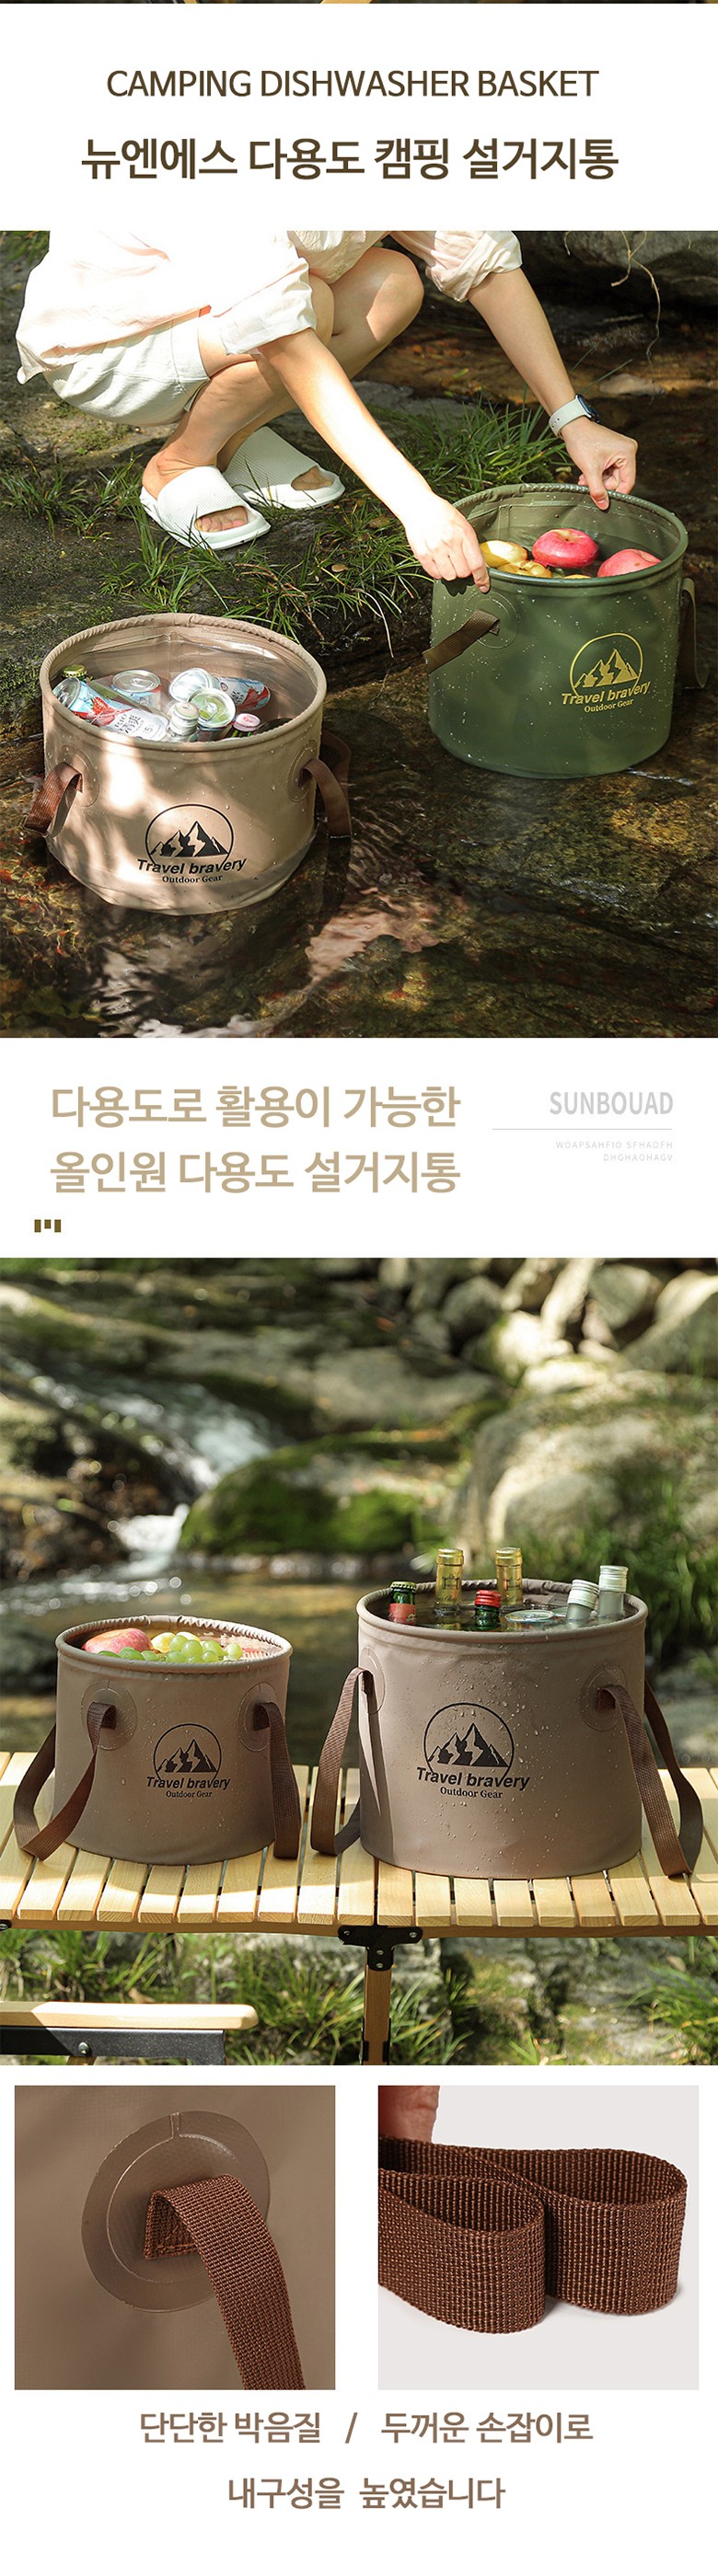 CAMPING DISHWASHER BASKET
뉴엔에스 다용도 캠핑 설거지통
Travel bravery
Outdoor Gear
Travel bravery
Outdoor Gear
다용도로 활용이 가능한
올인원 다용도 설거지통
SUNBOUAD
WOAPSAHFIO SFHADFH
DHGHAOHAGV
Travel bravery
Outdoor Gear
Travel bravery
Outdoor Gear
단단한 박음질 / 두꺼운 손잡이로
내구성을 높였습니다